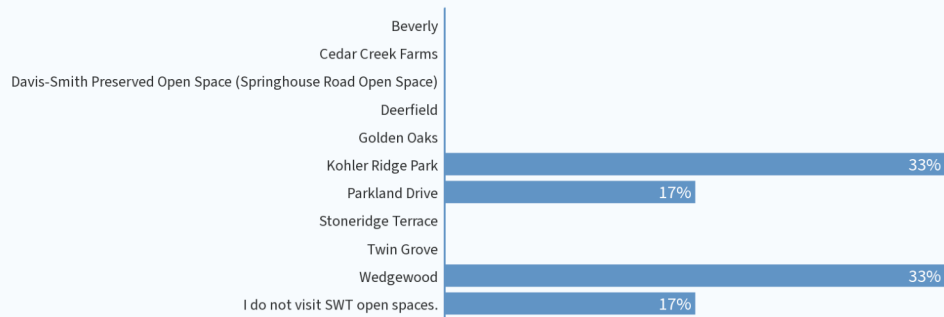 Beverly
Cedar Creek Farms
Davis-Smith Preserved Open Space (Springhouse Road Open Space)
Deerfield
Golden Oaks
Kohler Ridge Park 33%
Parkland Drive 17%
Stoneridge Terrace
Twin Grove
Wedgewood 33%
I do not visit SWT open spaces. 17%